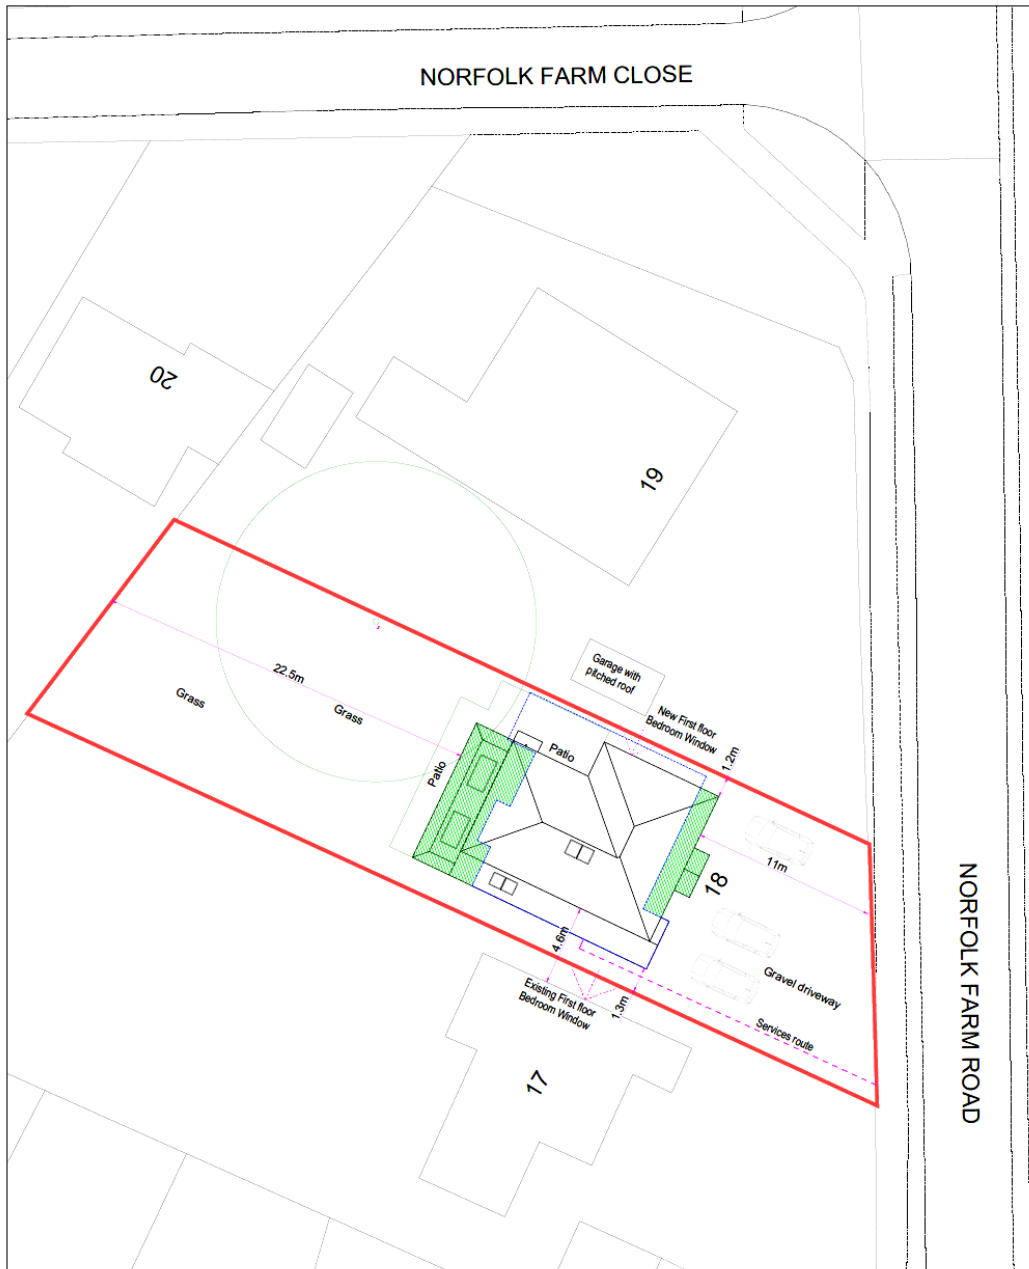 NORFOLK FARM CLOSE
20
19
Garage with
pitched roof
New First floor
Bedroom Window
1.2m
22.5m
Grass
Grass
Patio
Patio
11m
18
4.6m
Existing First floor
Bedroom Window
1.3m
Gravel driveway
Services route
17
NORFOLK FARM ROAD